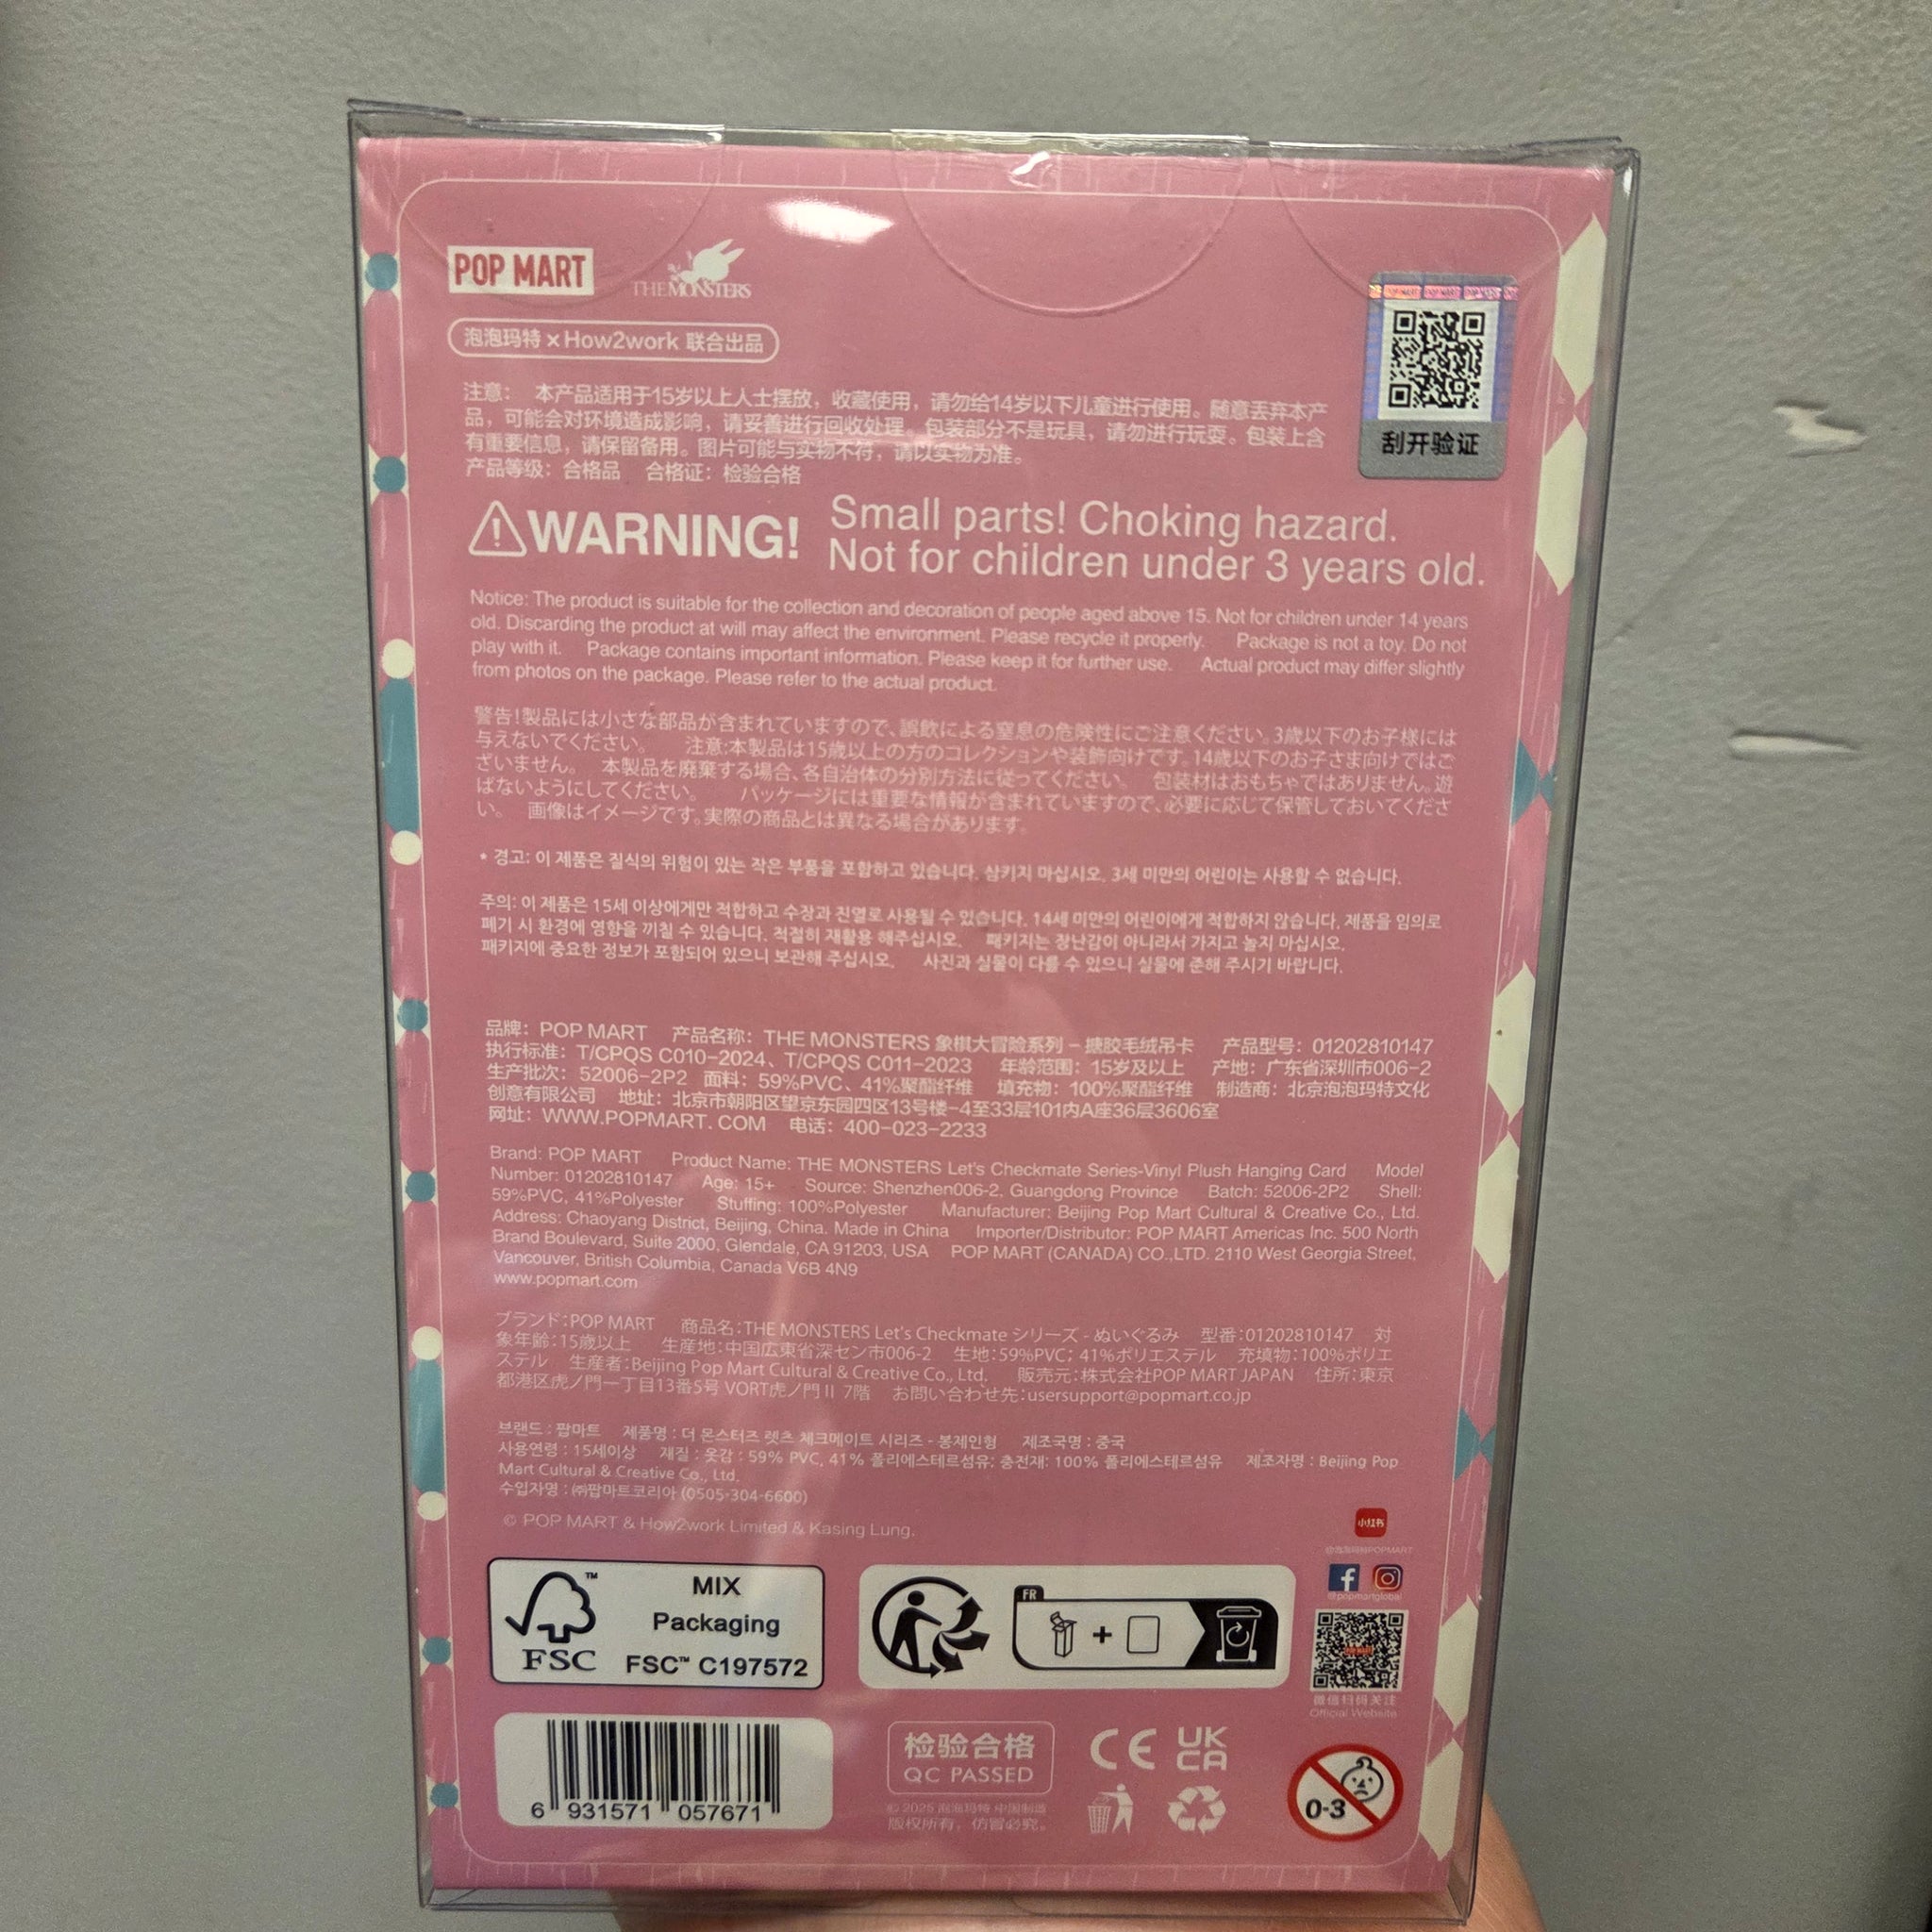 POP MART
THE MONSTERS
泡泡玛特 × How2work 联合出品
刮开验证
注意： 本产品适用于15岁以上人士摆放，收藏使用，请勿给14岁以下儿童进行使用。随意丢弃本产
品，可能会对环境造成影响，请妥善进行回收处理。包装部分不是玩具，请勿进行玩耍。包装上含
有重要信息，请保留备用。图片可能与实物不符，请以实物为准。
产品等级：合格品 合格证：检验合格
WARNING! Small parts! Choking hazard.
Not for children under 3 years old.
Notice: The product is suitable for the collection and decoration of people aged above 15. Not for children under 14 years
old. Discarding the product at will may affect the environment. Please recycle it properly. Package is not a toy. Do not
play with it. Package contains important information. Please keep it for further use. Actual product may differ slightly
from photos on the package. Please refer to the actual product.
警告！製品には小さな部品が含まれていますので、誤飲による窒息の危険性にご注意ください。3歳以下のお子様には
与えないでください。 注意:本製品は15歳以上の方のコレクションや装飾向けです。14歳以下のお子さま向けではご
ざいません。 本製品を廃棄する場合、各自治体の分別方法に従ってください。 包装材はおもちゃではありません。遊
ばないようにしてください。 パッケージには重要な情報が含まれていますので、必要に応じて保管しておいてくださ
い。 画像はイメージです。実際の商品とは異なる場合があります。
• 경고: 이 제품은 질식의 위험이 있는 작은 부품을 포함하고 있습니다. 삼키지 마십시오. 3세 미만의 어린이는 사용할 수 없습니다.
주의: 이 제품은 15세 이상에게만 적합하고 수장과 진열로 사용될 수 있습니다. 14세 미만의 어린이에게 적합하지 않습니다. 제품을 임의로
폐기 시 환경에 영향을 끼칠 수 있습니다. 적절히 재활용 해주십시오. 패키지는 장난감이 아니라서 가지고 놀지 마십시오.
패키지에 중요한 정보가 포함되어 있으니 보관해 주십시오. 사진과 실물이 다를 수 있으니 실물에 준해 주시기 바랍니다.
品牌：POP MART 产品名称：THE MONSTERS 象棋大冒险系列－搪胶毛绒吊卡 产品型号：01202810147
执行标准：T/CPQS C010-2024、T/CPQS C011-2023 年龄范围：15岁及以上 产地：广东省深圳市006-2
生产批次：52006-2P2 面料：59%PVC、41%聚酯纤维 填充物：100%聚酯纤维 制造商：北京泡泡玛特文化
创意有限公司 地址：北京市朝阳区望京东园四区13号楼-4至33层101内A座36层3606室
网址：WWW.POPMART.COM 电话：400-023-2233
Brand: POP MART Product Name: THE MONSTERS Let's Checkmate Series-Vinyl Plush Hanging Card Model
Number: 01202810147 Age: 15+ Source: Shenzhen006-2, Guangdong Province Batch: 52006-2P2 Shell:
59%PVC, 41%Polyester Stuffing: 100%Polyester Manufacturer: Beijing Pop Mart Cultural & Creative Co., Ltd.
Address: Chaoyang District, Beijing, China. Made in China Importer/Distributor: POP MART Americas Inc. 500 North
Brand Boulevard, Suite 2000, Glendale, CA 91203, USA POP MART (CANADA) CO.,LTD. 2110 West Georgia Street,
Vancouver, British Columbia, Canada V6B 4N9
www.popmart.com
ブランド:POP MART 商品名:THE MONSTERS Let's Checkmate シリーズ - ぬいぐるみ 型番:01202810147 対
象年齢:15歳以上 生産地:中国広東省深セン市006-2 生地:59%PVC; 41%ポリエステル 充填物:100%ポリエ
ステル 生産者:Beijing Pop Mart Cultural & Creative Co., Ltd. 販売元:株式会社POP MART JAPAN 住所:東京
都港区虎ノ門一丁目13番5号 VORT虎ノ門 II 7階 お問い合わせ先:usersupport@popmart.co.jp
브랜드 : 팝마트 제품명 : 더 몬스터즈 렛츠 체크메이트 시리즈 - 봉제인형 제조국명 : 중국
사용연령 : 15세이상 재질 : 옷감 : 59% PVC, 41% 폴리에스테르섬유; 충전재: 100% 폴리에스테르섬유 제조자명 : Beijing Pop
Mart Cultural & Creative Co., Ltd.
수입자명 : ㈜팝마트코리아 (0505-304-6600)
© POP MART & How2work Limited & Kasing Lung.
小红书
@泡泡玛特POPMART
@popmartglobal
微信扫码关注
Official Website
FSC™
MIX
Packaging
FSC™ C197572
FR
6 931571 057671
检验合格
QC PASSED
© 2025 泡泡玛特 中国制造
版权所有，仿冒必究。
CE UK
CA
0-3